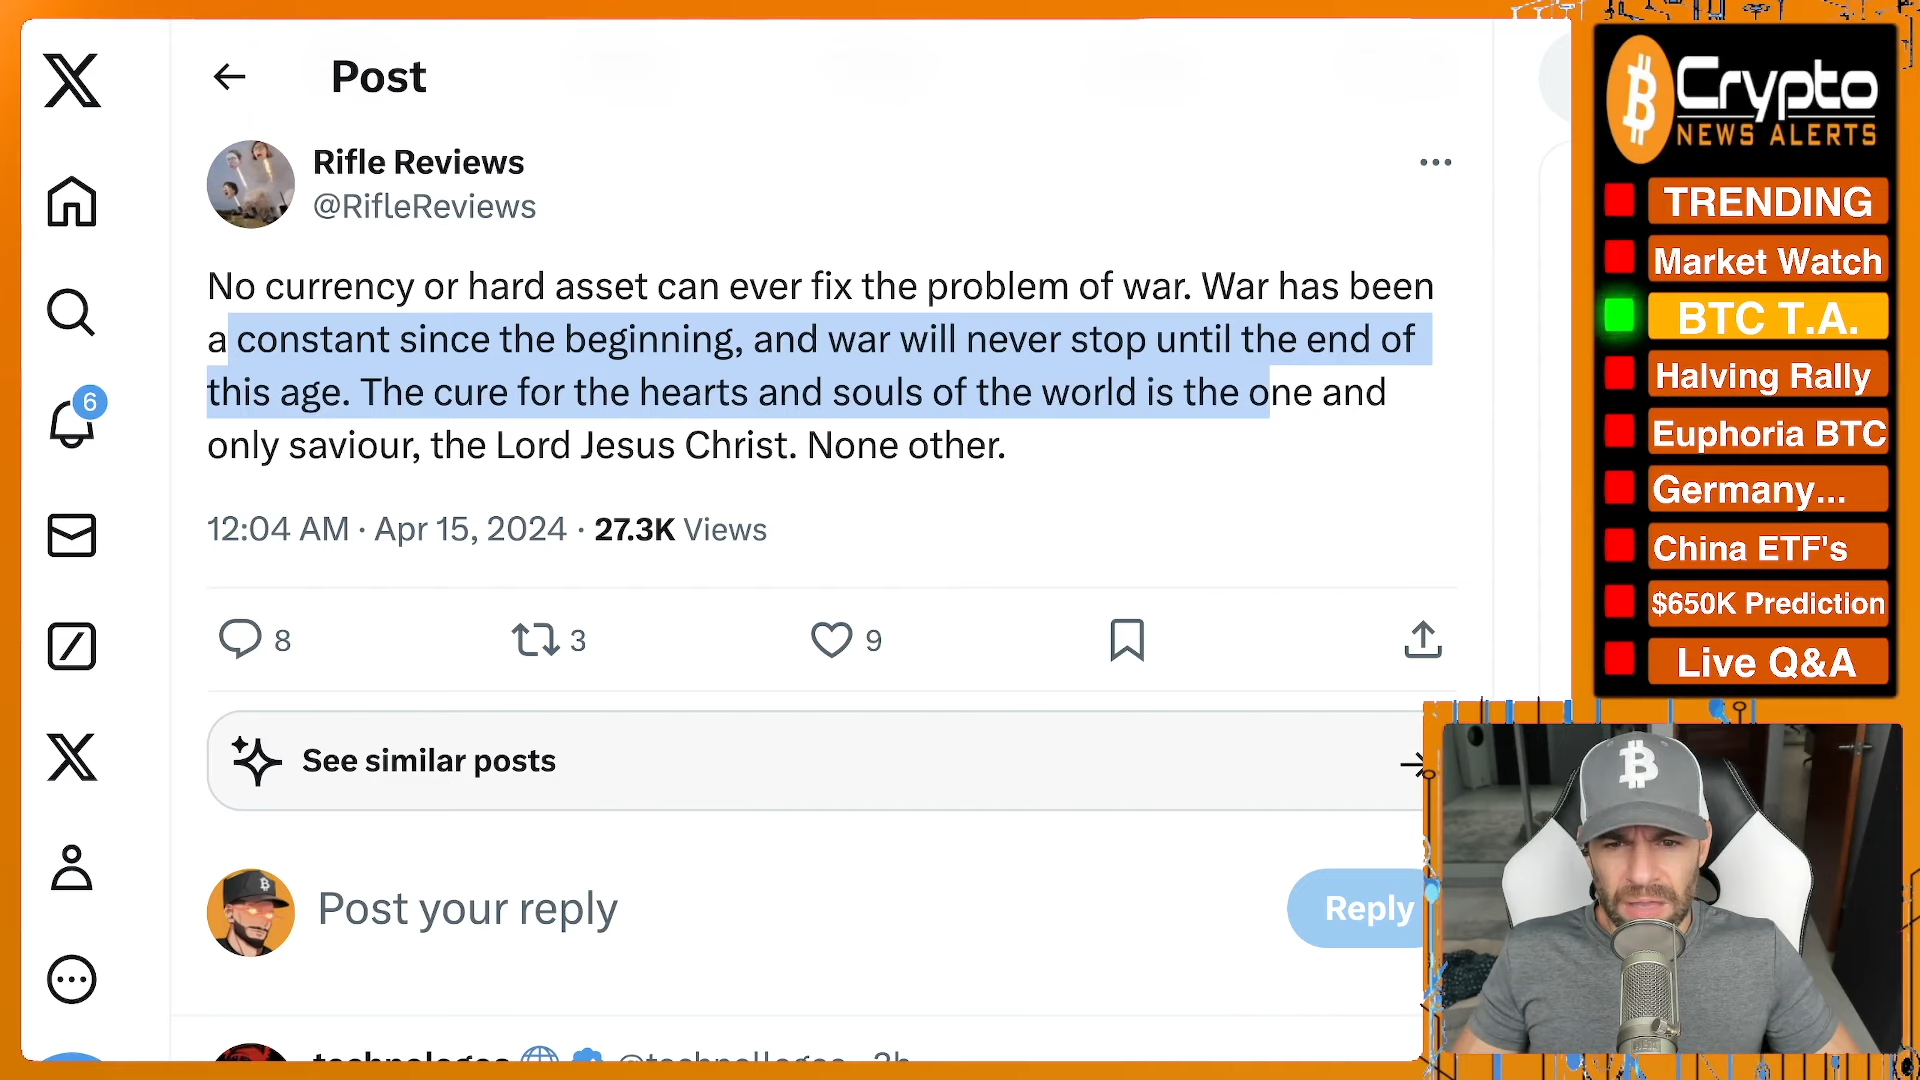 Post
Rifle Reviews
@RifleReviews
No currency or hard asset can ever fix the problem of war. War has been
a constant since the beginning, and war will never stop until the end of
this age. The cure for the hearts and souls of the world is the one and
only saviour, the Lord Jesus Christ. None other.
12:04 AM · Apr 15, 2024 · 27.3K Views
8
3
9
See similar posts
Post your reply
Reply
6
Crypto
NEWS ALERTS
TRENDING
Market Watch
BTC T.A.
Halving Rally
Euphoria BTC
Germany...
China ETF's
$650K Prediction
Live Q&A